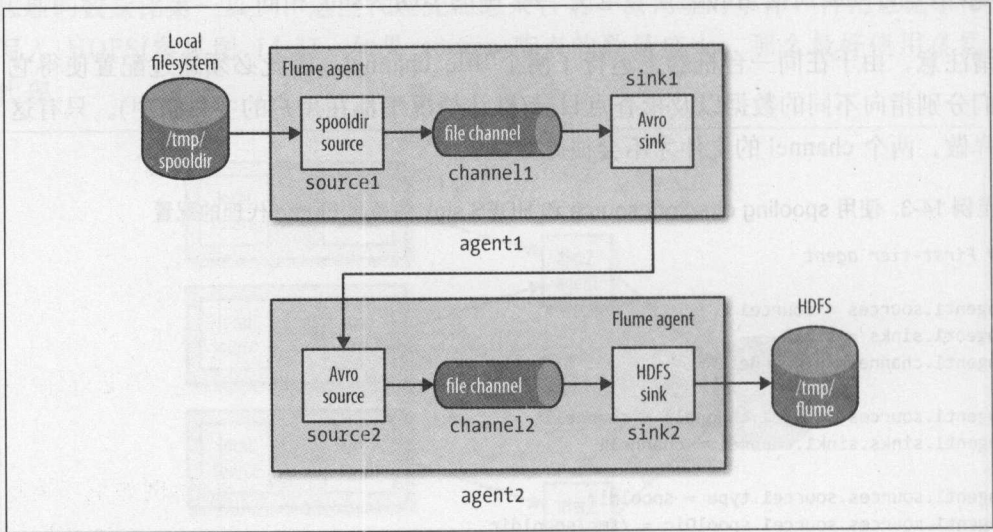 Local
filesystem
/tmp/
spooldir
Flume agent
spooldir
source
source1
file channel
channel1
sink1
Avro
sink
agent1
Avro
source
source2
file channel
channel2
Flume agent
HDFS
sink
sink2
HDFS
/tmp/
flume
agent2